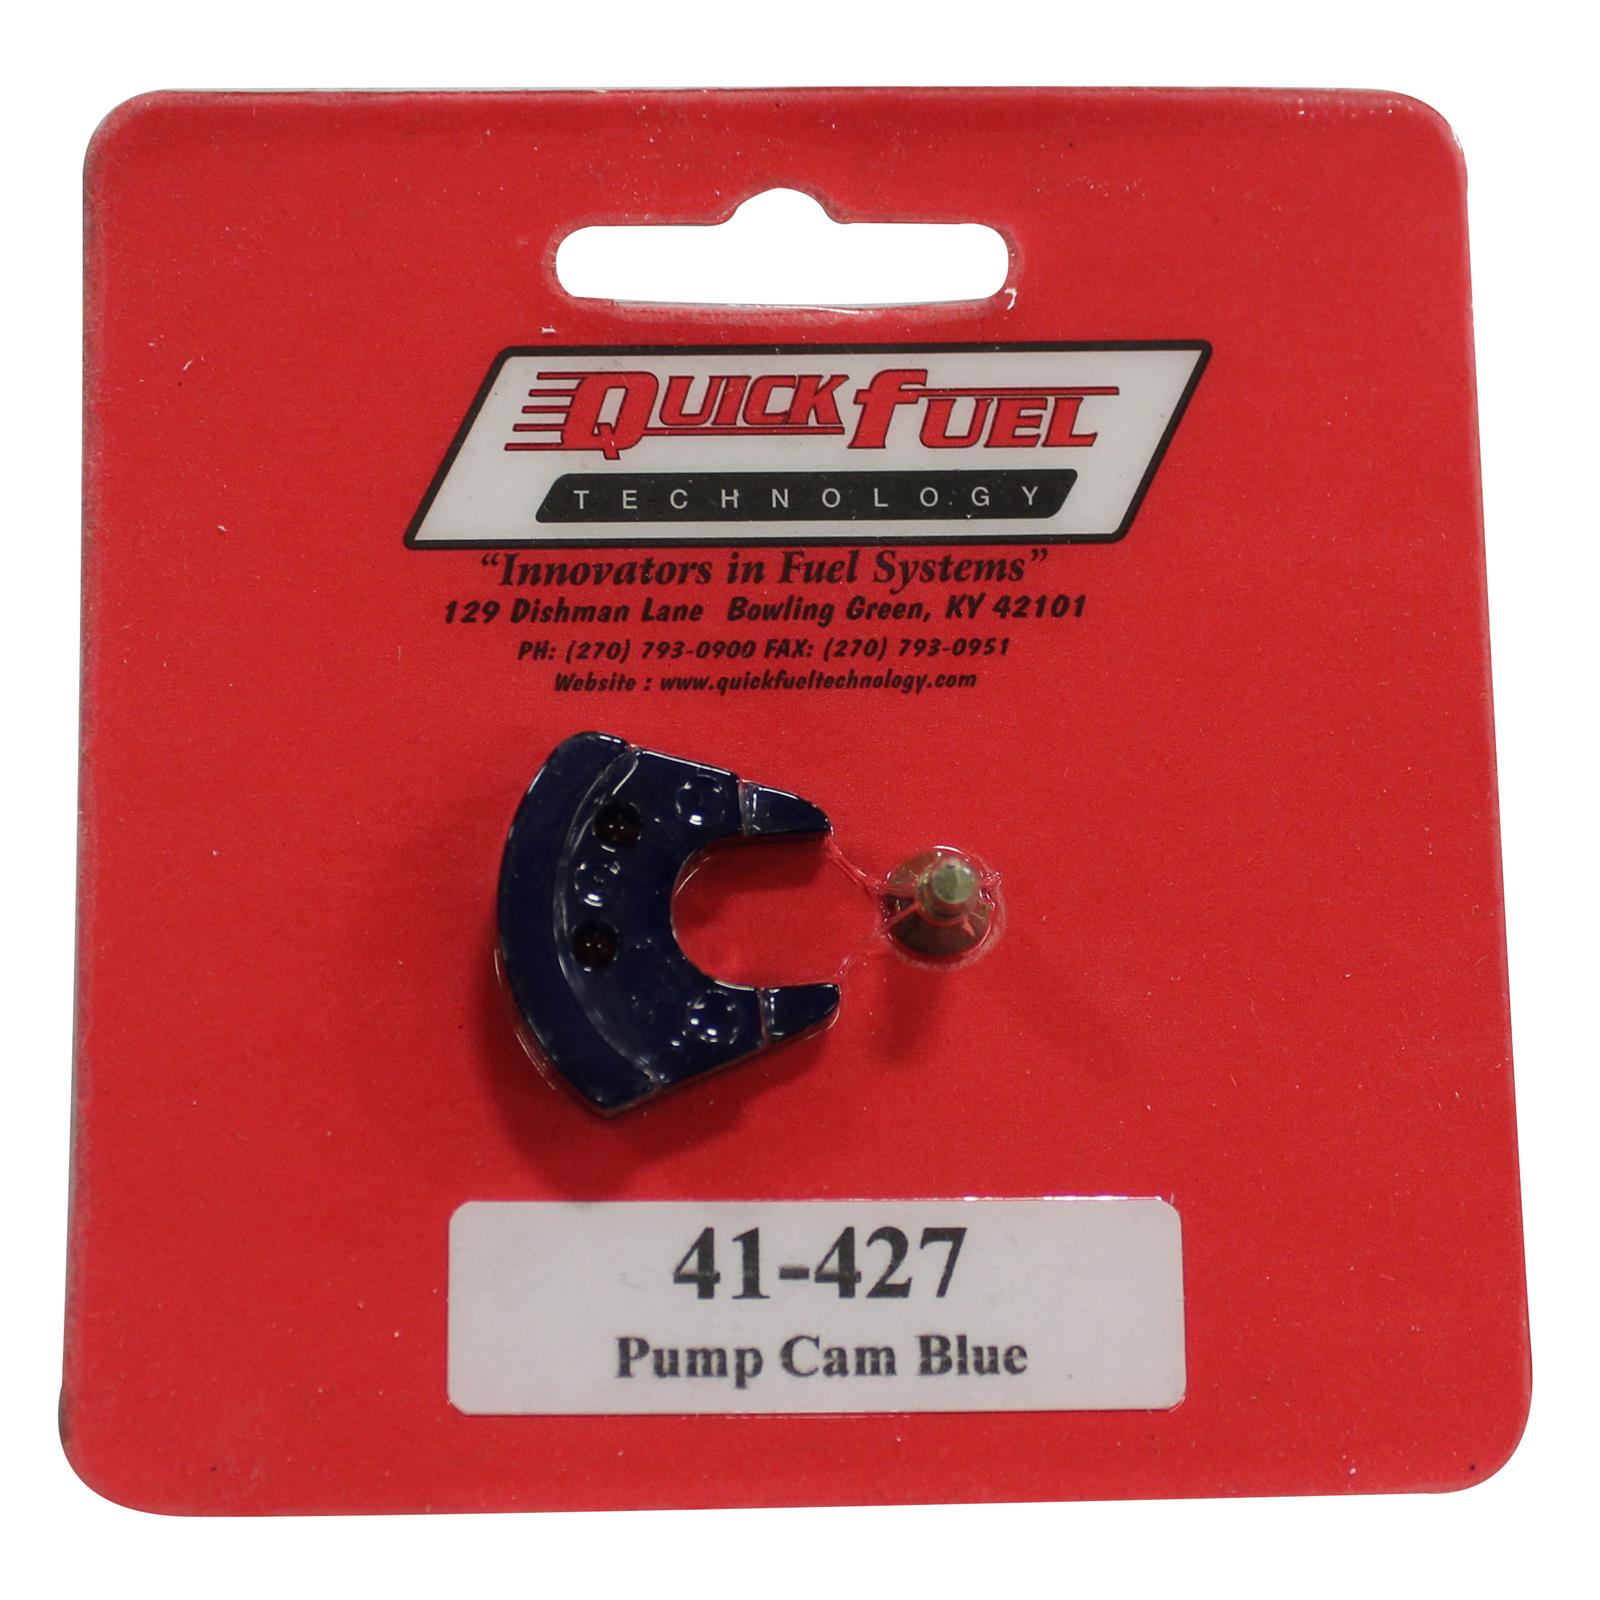 QUICK FUEL
TECHNOLOGY
“Innovators in Fuel Systems”
129 Dishman Lane Bowling Green, KY 42101
PH: (270) 793-0900 FAX: (270) 793-0951
Website : www.quickfueltechnology.com
41-427
Pump Cam Blue